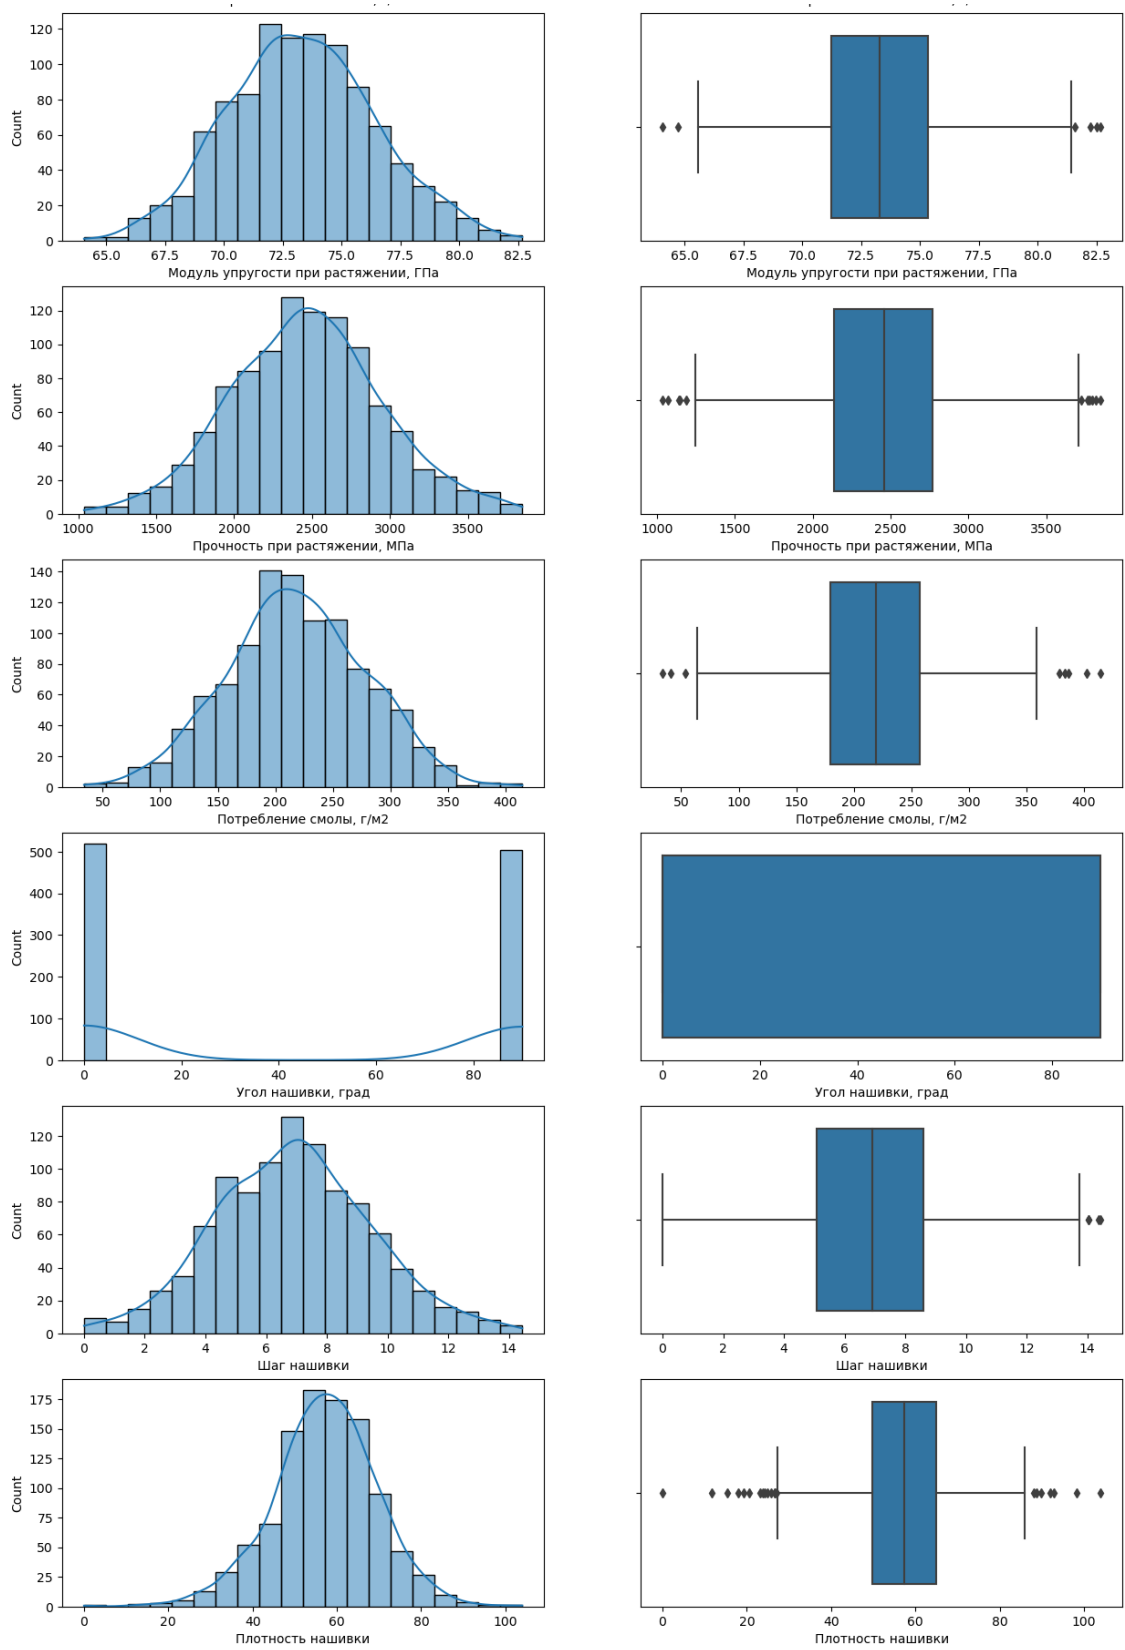 120
100
80
60
40
20
0
Count
65.0 67.5 70.0 72.5 75.0 77.5 80.0 82.5
Модуль упругости при растяжении, ГПа
65.0 67.5 70.0 72.5 75.0 77.5 80.0 82.5
Модуль упругости при растяжении, ГПа
120
100
80
60
40
20
0
Count
1000 1500 2000 2500 3000 3500
Прочность при растяжении, МПа
1000 1500 2000 2500 3000 3500
Прочность при растяжении, МПа
140
120
100
80
60
40
20
0
Count
50 100 150 200 250 300 350 400
Потребление смолы, г/м2
50 100 150 200 250 300 350 400
Потребление смолы, г/м2
500
400
300
200
100
0
Count
0 20 40 60 80
Угол нашивки, град
0 20 40 60 80
Угол нашивки, град
120
100
80
60
40
20
0
Count
0 2 4 6 8 10 12 14
Шаг нашивки
0 2 4 6 8 10 12 14
Шаг нашивки
175
150
125
100
75
50
25
0
Count
0 20 40 60 80 100
Плотность нашивки
0 20 40 60 80 100
Плотность нашивки